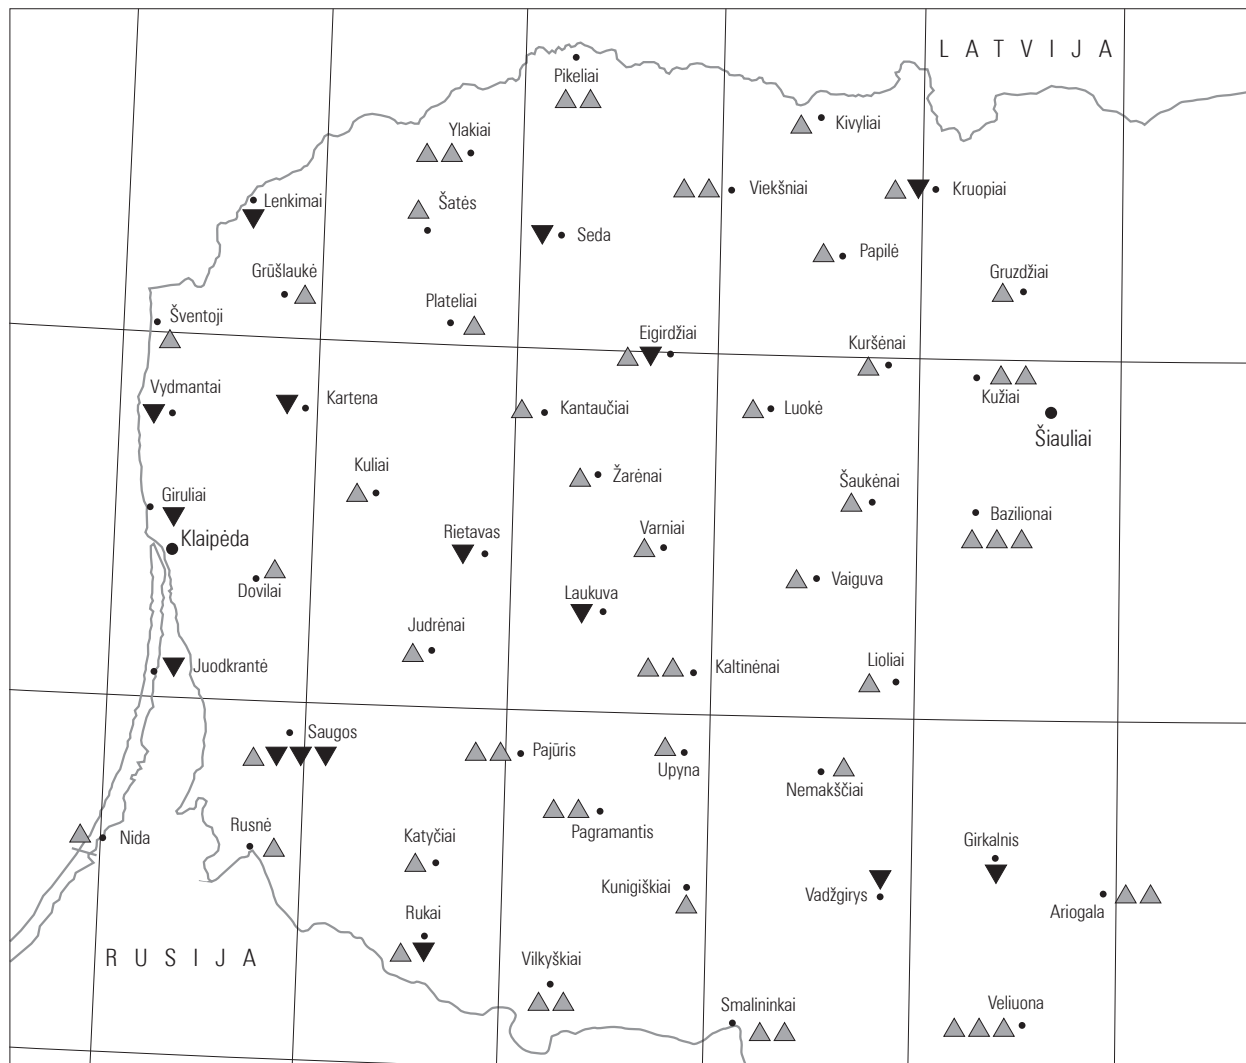 LATVIJA
Pikeliai
Kivyliai
Ylakiai
Viekšniai
Kruopiai
Lenkimai
Šatės
Seda
Papilė
Grūšlaukė
Gruzdžiai
Plateliai
Šventoji
Eigirdžiai
Kuršėnai
Vydmantai
Kartena
Kantaučiai
Luokė
Kužiai
Šiauliai
Kuliai
Žarėnai
Šaukėnai
Giruliai
Bazilionai
Klaipėda
Rietavas
Varniai
Dovilai
Laukuva
Vaiguva
Judrėnai
Juodkrantė
Kaltinėnai
Lioliai
Saugos
Pajūris
Upyna
Nemakščiai
Nida
Rusnė
Katyčiai
Pagramantis
Girkalnis
Kunigiškiai
Vadžgirys
Ariogala
Rukai
RUSIJA
Vilkyškiai
Smalininkai
Veliuona